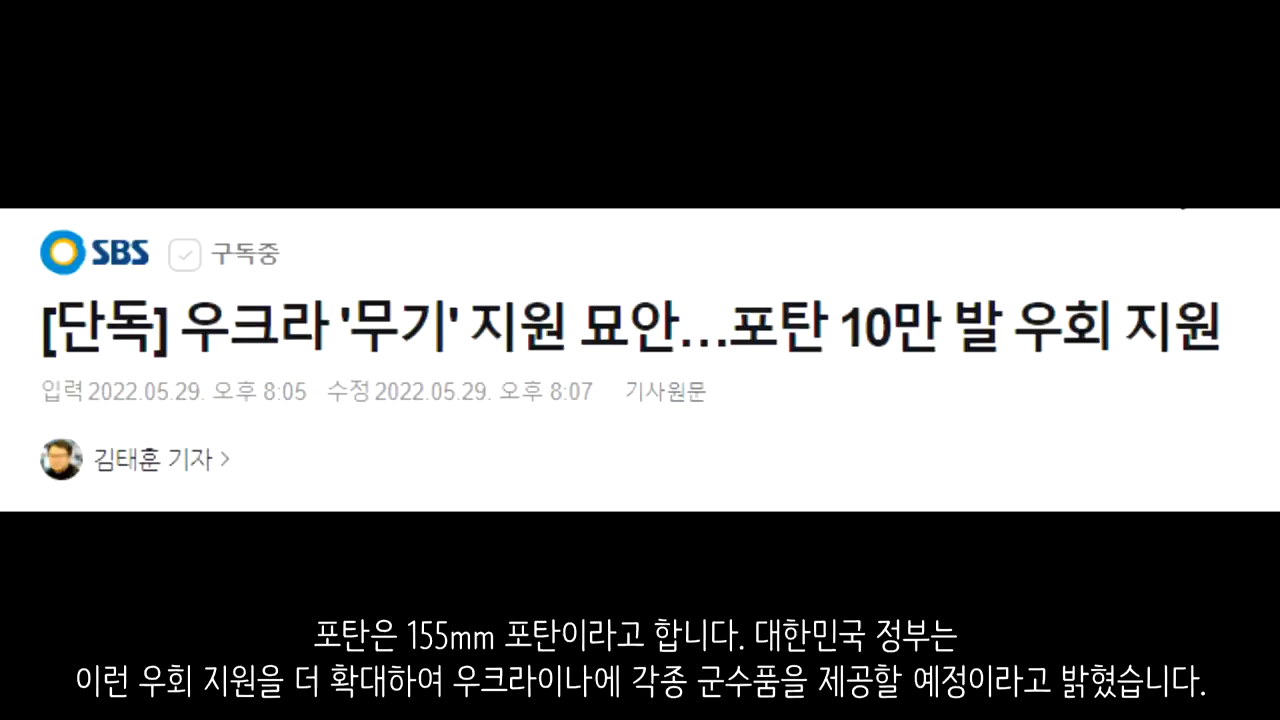 SBS 구독중
[단독] 우크라 '무기' 지원 묘안…포탄 10만 발 우회 지원
입력 2022.05.29. 오후 8:05 수정 2022.05.29. 오후 8:07 기사원문
김태훈 기자 >
포탄은 155mm 포탄이라고 합니다. 대한민국 정부는
이런 우회 지원을 더 확대하여 우크라이나에 각종 군수품을 제공할 예정이라고 밝혔습니다.